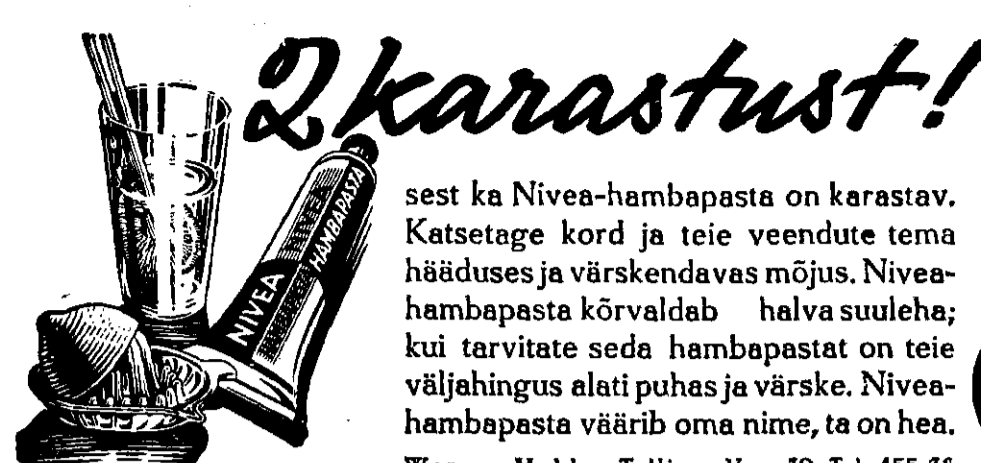 2 karastust!
NIVEA
NIVEA
HAMBAPASTA
sest ka Nivea-hambapasta on karastav.
Katsetage kord ja teie veendute tema
hääduses ja värskendavas mõjus. Nivea-
hambapasta kõrvaldab halva suuleha;
kui tarvitate seda hambapastat on teie
väljahingus alati puhas ja värske. Nivea-
hambapasta väärib oma nime, ta on hea.